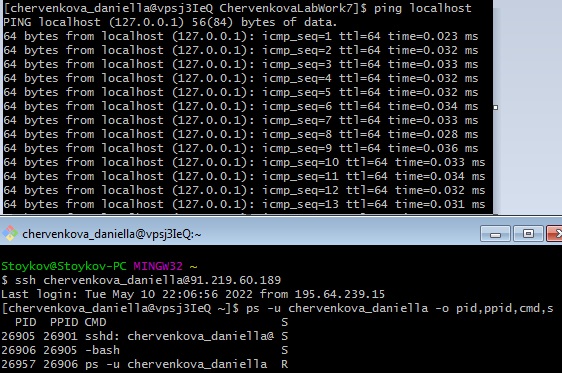 [chervenkova_daniella@vpsj3IeQ ChervenkovaLabWork7]$ ping localhost
PING localhost (127.0.0.1) 56(84) bytes of data.
64 bytes from localhost (127.0.0.1): icmp_seq=1 ttl=64 time=0.023 ms
64 bytes from localhost (127.0.0.1): icmp_seq=2 ttl=64 time=0.032 ms
64 bytes from localhost (127.0.0.1): icmp_seq=3 ttl=64 time=0.033 ms
64 bytes from localhost (127.0.0.1): icmp_seq=4 ttl=64 time=0.032 ms
64 bytes from localhost (127.0.0.1): icmp_seq=5 ttl=64 time=0.032 ms
64 bytes from localhost (127.0.0.1): icmp_seq=6 ttl=64 time=0.034 ms
64 bytes from localhost (127.0.0.1): icmp_seq=7 ttl=64 time=0.033 ms
64 bytes from localhost (127.0.0.1): icmp_seq=8 ttl=64 time=0.028 ms
64 bytes from localhost (127.0.0.1): icmp_seq=9 ttl=64 time=0.036 ms
64 bytes from localhost (127.0.0.1): icmp_seq=10 ttl=64 time=0.033 ms
64 bytes from localhost (127.0.0.1): icmp_seq=11 ttl=64 time=0.034 ms
64 bytes from localhost (127.0.0.1): icmp_seq=12 ttl=64 time=0.032 ms
64 bytes from localhost (127.0.0.1): icmp_seq=13 ttl=64 time=0.031 ms
chervenkova_daniella@vpsj3IeQ:~
Stoykov@Stoykov-PC MINGW32 ~
$ ssh chervenkova_daniella@91.219.60.189
Last login: Tue May 10 22:06:56 2022 from 195.64.239.15
[chervenkova_daniella@vpsj3IeQ ~]$ ps -u chervenkova_daniella -o pid,ppid,cmd,s
PID PPID CMD S
26905 26901 sshd: chervenkova_daniella@ S
26906 26905 -bash S
26957 26906 ps -u chervenkova_daniella R